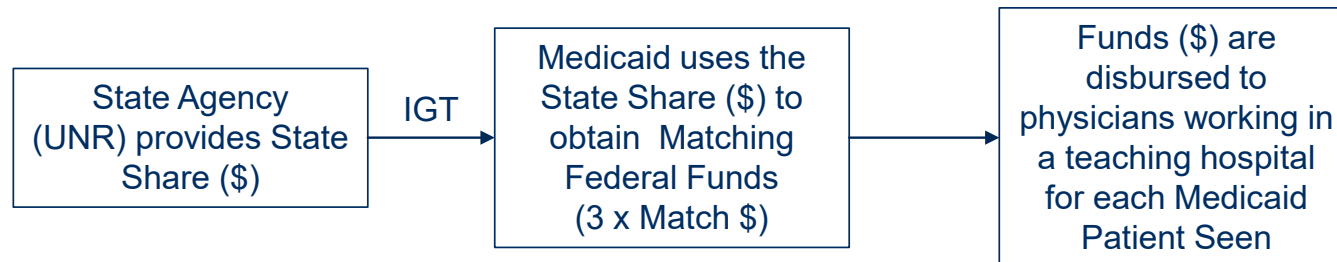 State Agency
(UNR) provides State
Share ($)
IGT
Medicaid uses the
State Share ($) to
obtain Matching
Federal Funds
(3 x Match $)
Funds ($) are
disbursed to
physicians working in
a teaching hospital
for each Medicaid
Patient Seen